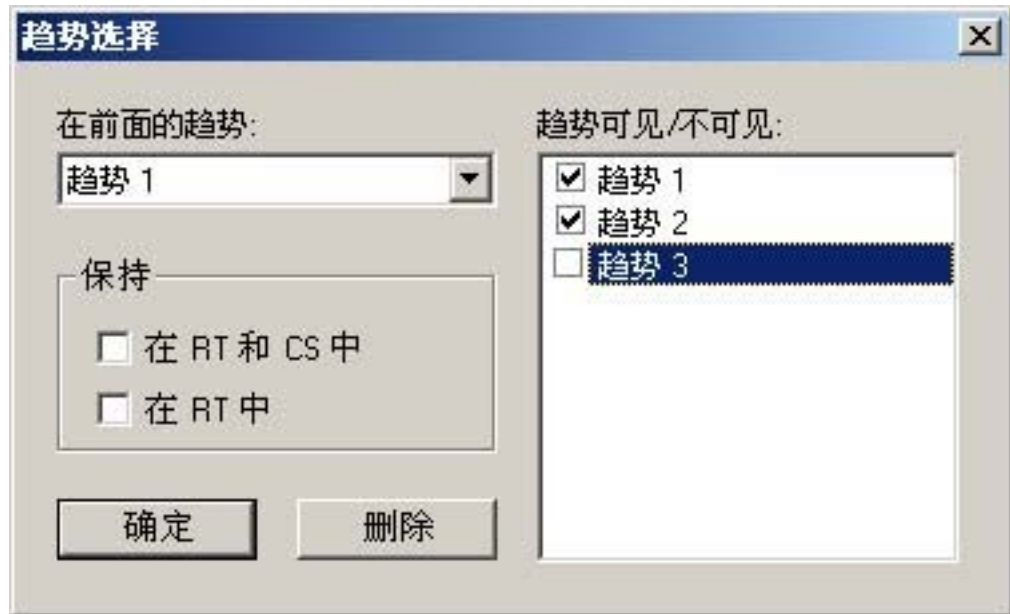 趋势选择
在前面的趋势:
趋势 1
保持
在 RT 和 CS 中
在 RT 中
确定
删除
趋势可见/不可见:
趋势 1
趋势 2
趋势 3